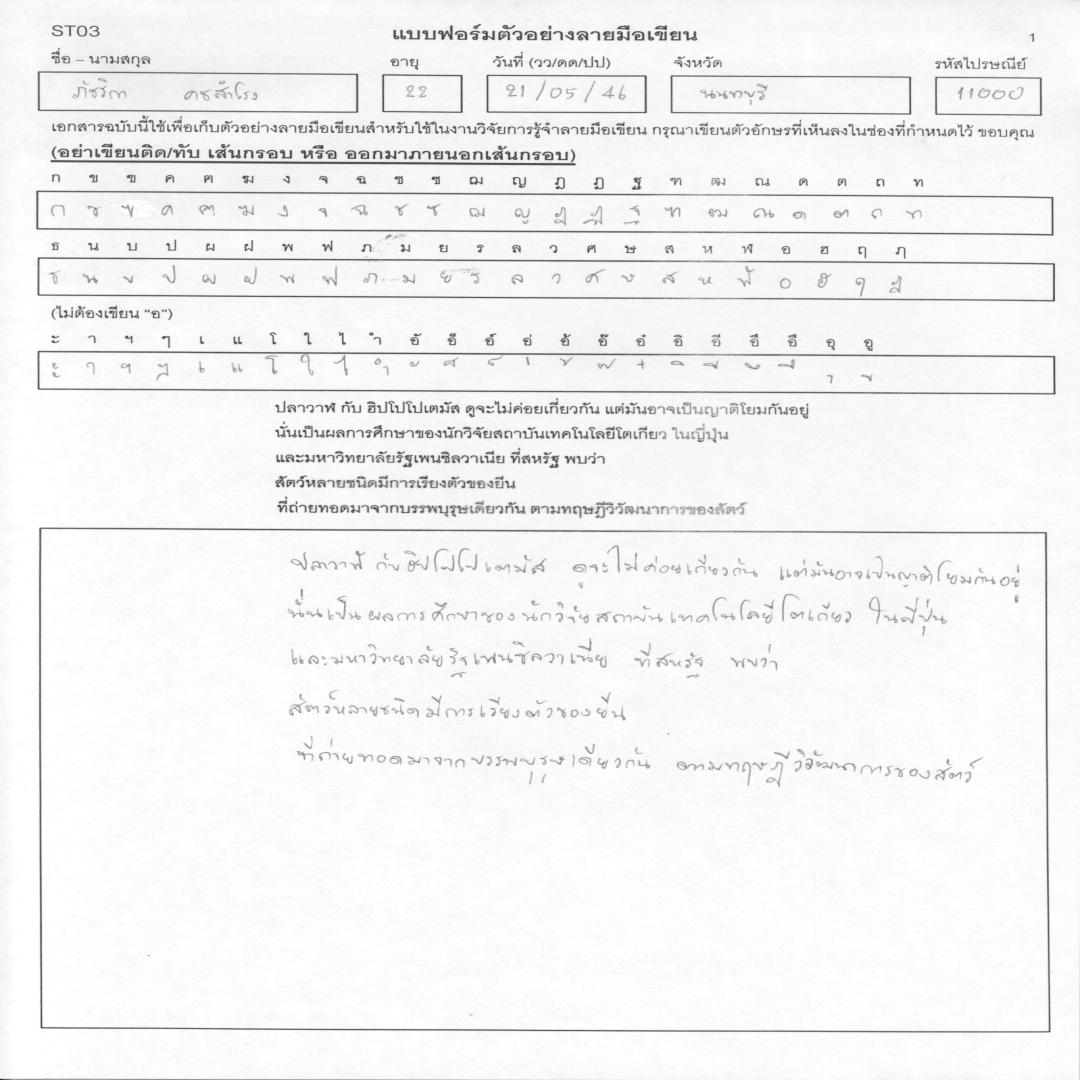 ST03 แบบฟอร์มตัวอย่างลายมือเขียน 1
ชื่อ – นามสกุล อายุ วันที่ (วว/ดด/ปป) จังหวัด รหัสไปรษณีย์
คชสำโรง 22 21/05/46 นนทบุรี 11000
เอกสารฉบับนี้ใช้เพื่อเก็บตัวอย่างลายมือเขียนสำหรับใช้ในงานวิจัยการรู้จำลายมือเขียน กรุณาเขียนตัวอักษรที่เห็นลงในช่องที่กำหนดไว้ ขอบคุณ
(อย่าเขียนติด/ทับ เส้นกรอบ หรือ ออกมาภายนอกเส้นกรอบ)
ก ข ฃ ค ฅ ฆ ง จ ฉ ช ซ ฌ ญ ฎ ฏ ฐ ฑ ฒ ณ ด ต ถ ท
ก ข ฃ ค ฅ ฆ ง จ ฉ ช ซ ฌ ญ ฎ ฏ ฐ ฑ ฒ ณ ด ต ถ ท
ธ น บ ป ผ ฝ พ ฟ ภ ม ย ร ล ว ศ ษ ส ห ฬ อ ฮ ฤ ฦ
ธ น บ ป ผ ฝ พ ฟ ภ ม ย ร ล ว ศ ษ ส ห ฬ อ ฮ ฤ ฦ
(ไม่ต้องเขียน “อ”)
ะ า ฯ ๆ เ แ โ ใ ไ ำ อั อ็ อ์ อ่ อ้ อ๊ อ๋ อิ อี อึ อื อุ อู
ะ า ฯ ๆ เ แ โ ใ ไ ำ ั ็ ์ ่ ้ ๊ ๋ ิ ี ึ ื ุ ู
ปลาวาฬ กับ ฮิปโปโปเตมัส ดูจะไม่ค่อยเกี่ยวกัน แต่มันอาจเป็นญาติโยมกันอยู่
นั่นเป็นผลการศึกษาของนักวิจัยสถาบันเทคโนโลยีโตเกียว ในญี่ปุ่น
และมหาวิทยาลัยรัฐเพนซิลวาเนีย ที่สหรัฐ พบว่า
สัตว์หลายชนิดมีการเรียงตัวของยีน
ที่ถ่ายทอดมาจากบรรพบุรุษเดียวกัน ตามทฤษฎีวิวัฒนาการของสัตว์
ปลาวาฬ กับ ฮิปโปโปเตมัส ดูจะไม่ค่อยเกี่ยวกัน แต่มันอาจเป็นญาติโยมกันอยู่
นั่นเป็นผลการศึกษาของนักวิจัยสถาบันเทคโนโลยีโตเกียว ในญี่ปุ่น
และมหาวิทยาลัยรัฐเพนซิลวาเนีย ที่สหรัฐ พบว่า
สัตว์หลายชนิดมีการเรียงตัวของยีน
ที่ถ่ายทอดมาจากบรรพบุรุษเดียวกัน ตามทฤษฎีวิวัฒนาการของสัตว์